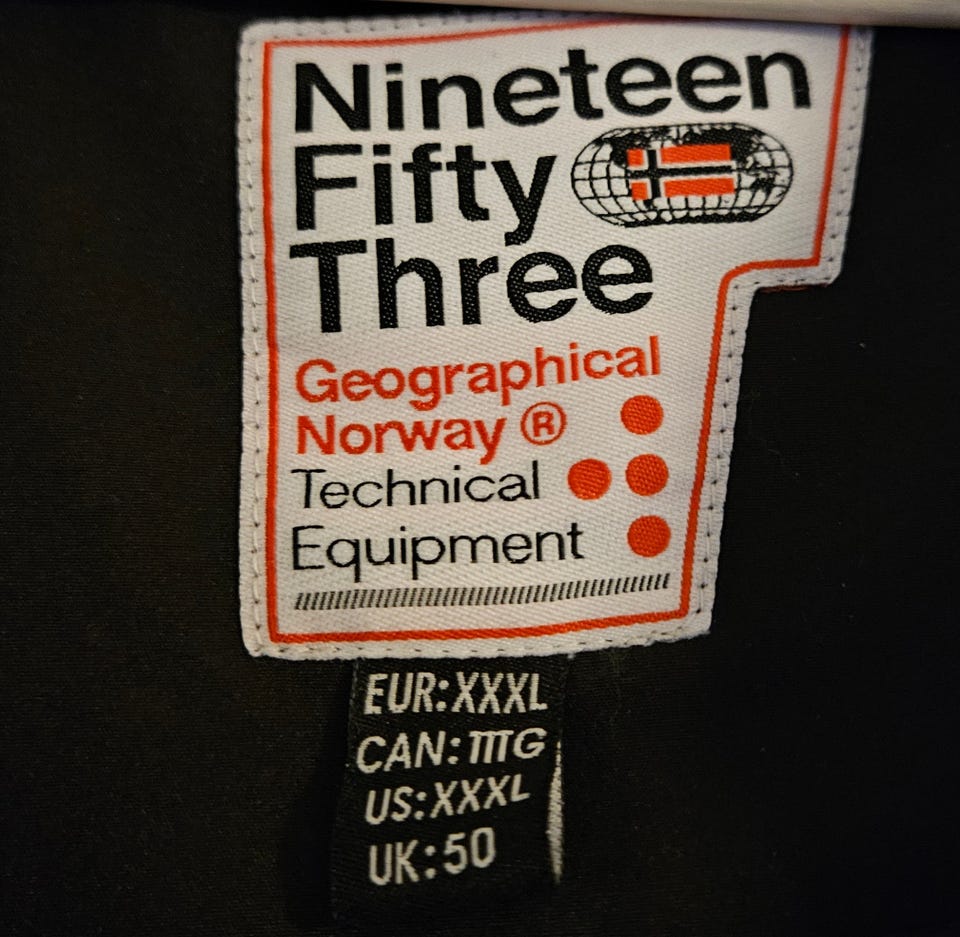 Nineteen
Fifty
Three
Geographical
Norway ®
Technical
Equipment
EUR:XXXL
CAN:TTTG
US:XXXL
UK:50